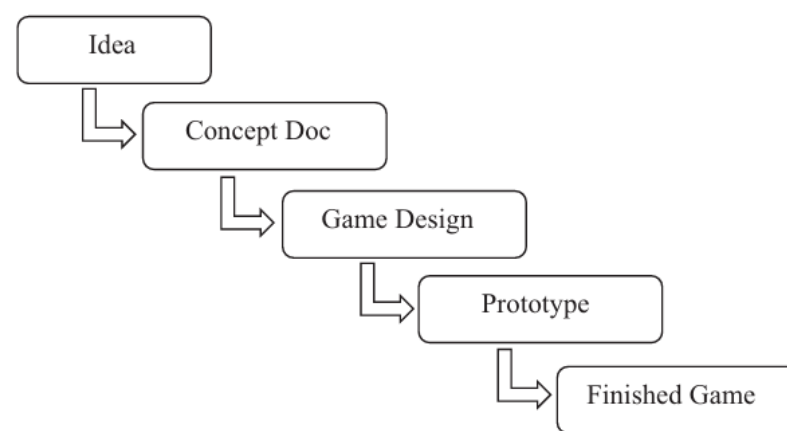 Idea
Concept Doc
Game Design
Prototype
Finished Game